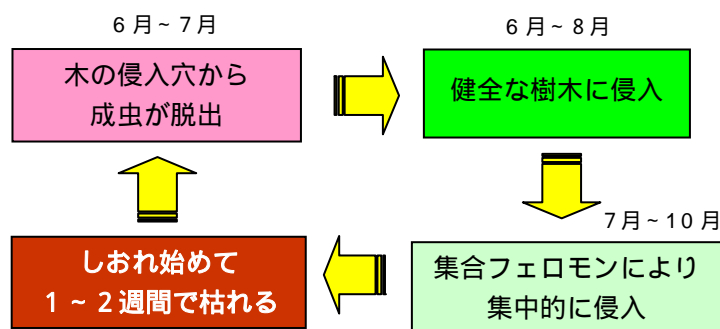 6月~7月
木の侵入穴から
成虫が脱出
6月~8月
健全な樹木に侵入
7月~10月
集合フェロモンにより
集中的に侵入
しおれ始めて
1~2週間で枯れる